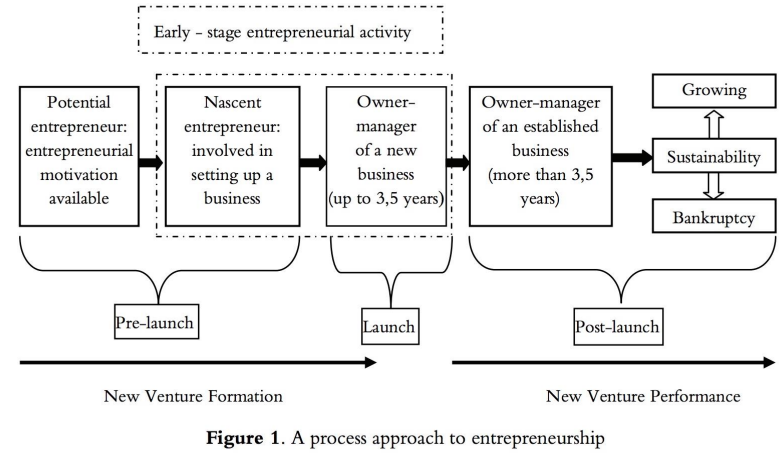 Early - stage entrepreneurial activity
Potential
entrepreneur:
entrepreneurial
motivation
available
Nascent
entrepreneur:
involved in
setting up a
business
Owner-
manager
of a new
business
(up to 3,5 years)
Owner-manager
of an established
business
(more than 3,5
years)
Growing
Sustainability
Bankruptcy
Pre-launch
Launch
Post-launch
New Venture Formation
New Venture Performance
Figure 1. A process approach to entrepreneurship